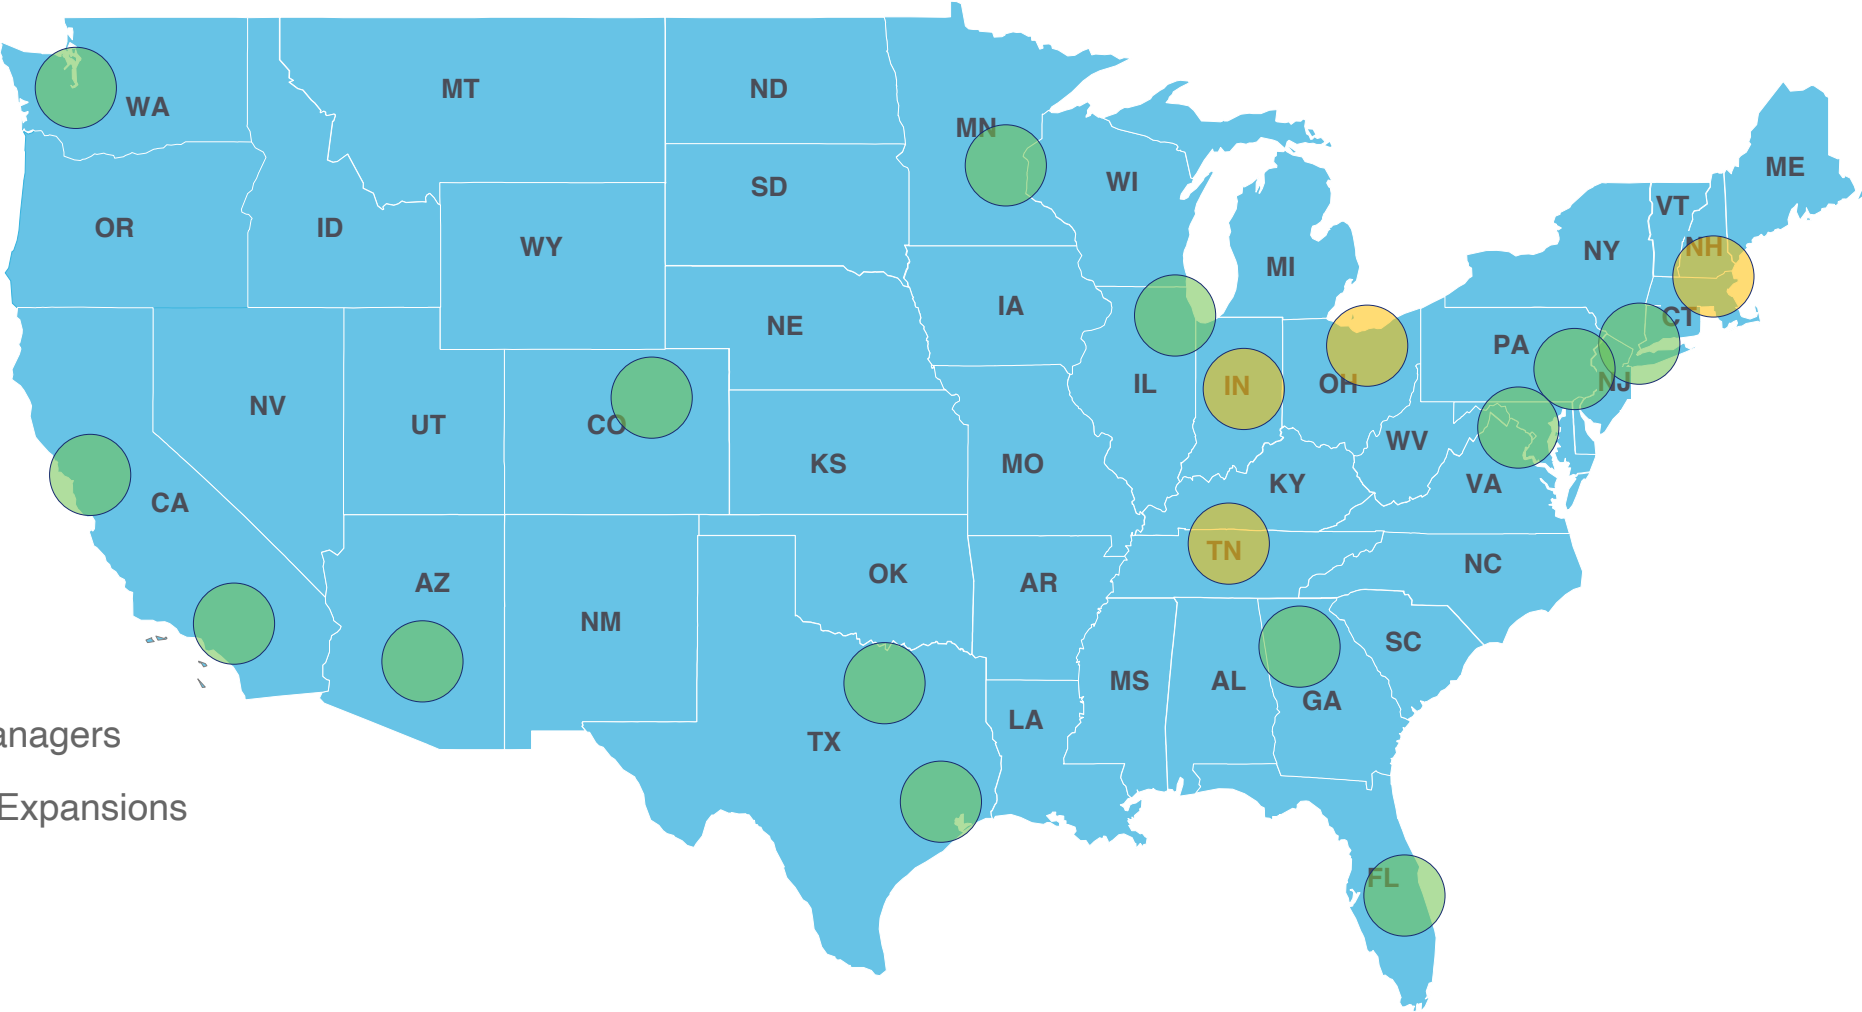 WA
MT
ND
MN
OR
ID
WY
SD
WI
MI
NY
VT
NH
ME
NV
UT
CO
NE
IA
IL
IN
OH
PA
CT
NJ
CA
KS
MO
KY
WV
VA
AZ
NM
OK
AR
TN
NC
TX
LA
MS
AL
GA
SC
FL
anagers
Expansions